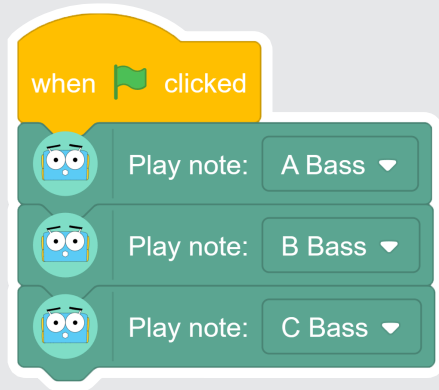 when clicked
Play note: A Bass
Play note: B Bass
Play note: C Bass